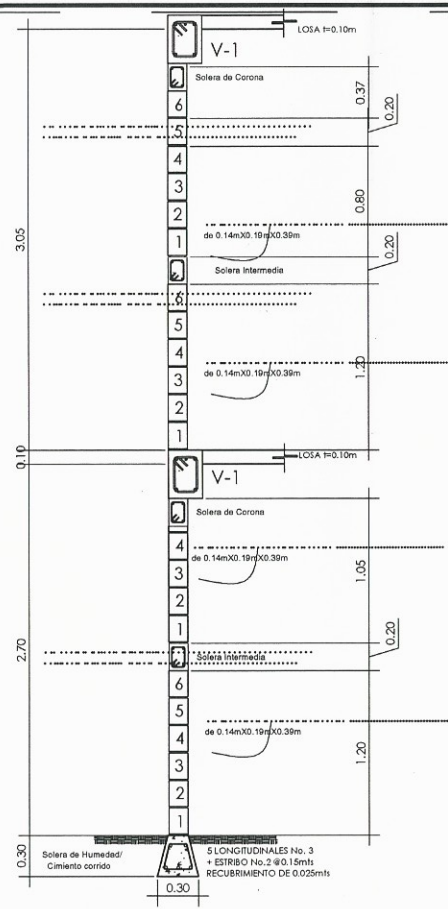 LOSA t=0.10m
V-1
Solera de Corona
6
5
4
3
2
1
0.37
0.20
0.80
3.05
de 0.14mX0.19mX0.39m
0.20
Solera Intermedia
6
5
4
3
2
1
de 0.14mX0.19mX0.39m
1.20
0.10
LOSA t=0.10m
V-1
Solera de Corona
4
3
2
1
de 0.14mX0.19mX0.39m
1.05
2.70
0.20
Solera Intermedia
6
5
4
3
2
1
de 0.14mX0.19mX0.39m
1.20
0.30
Solera de Humedad/
Cimiento corrido
5 LONGITUDINALES No. 3
+ ESTRIBO No.2 @0.15mts
RECUBRIMIENTO DE 0.025mts
0.30